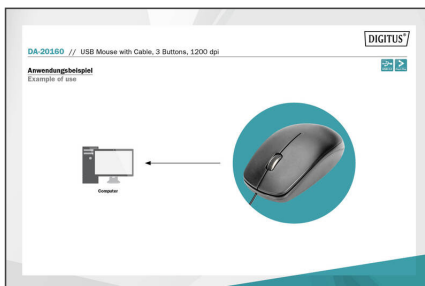 DIGITUS®
DA-20160 // USB Mouse with Cable, 3 Buttons, 1200 dpi
Anwendungsbeispiel
Example of use
Computer